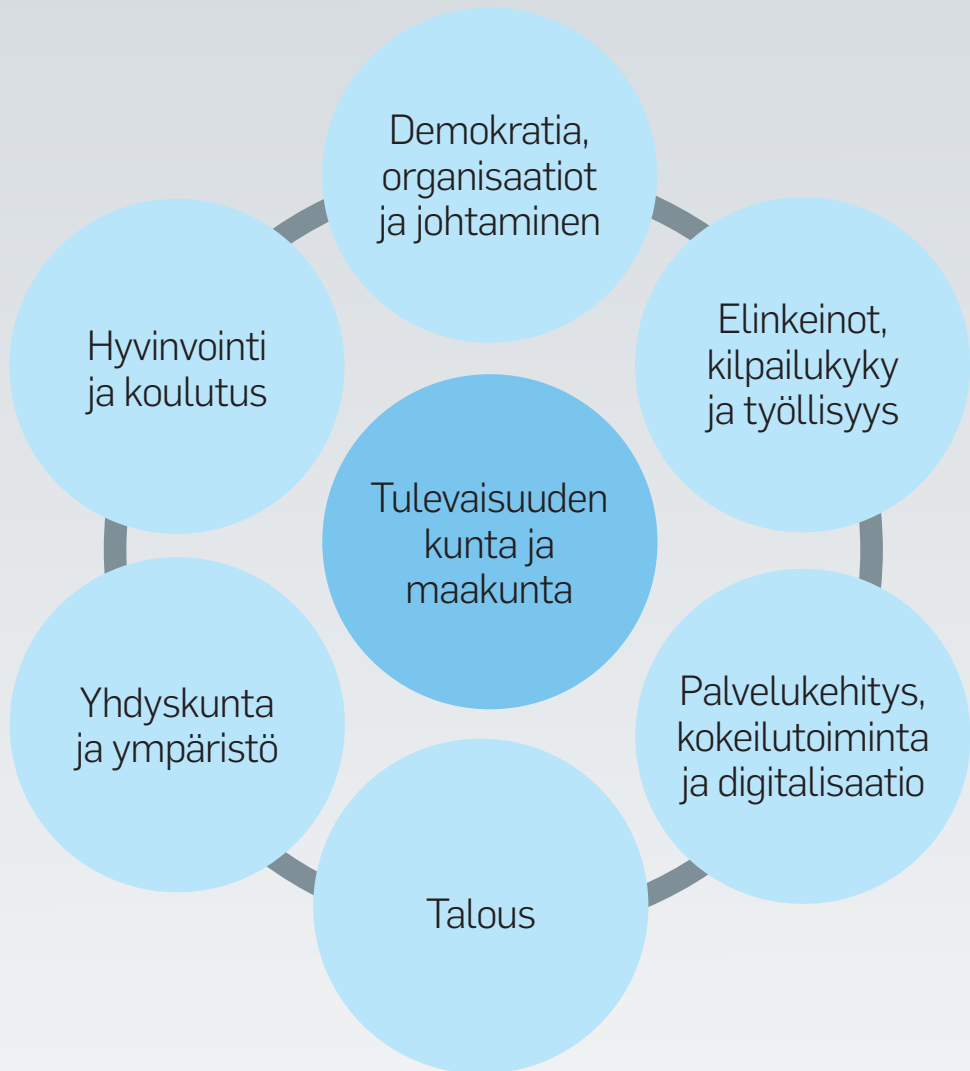 Demokratia,
organisaatiot
ja johtaminen
Elinkeinot,
kilpailukyky
ja työllisyys
Hyvinvointi
ja koulutus
Tulevaisuuden
kunta ja
maakunta
Palvelukehitys,
kokeilutoiminta
ja digitalisaatio
Yhdyskunta
ja ympäristö
Talous